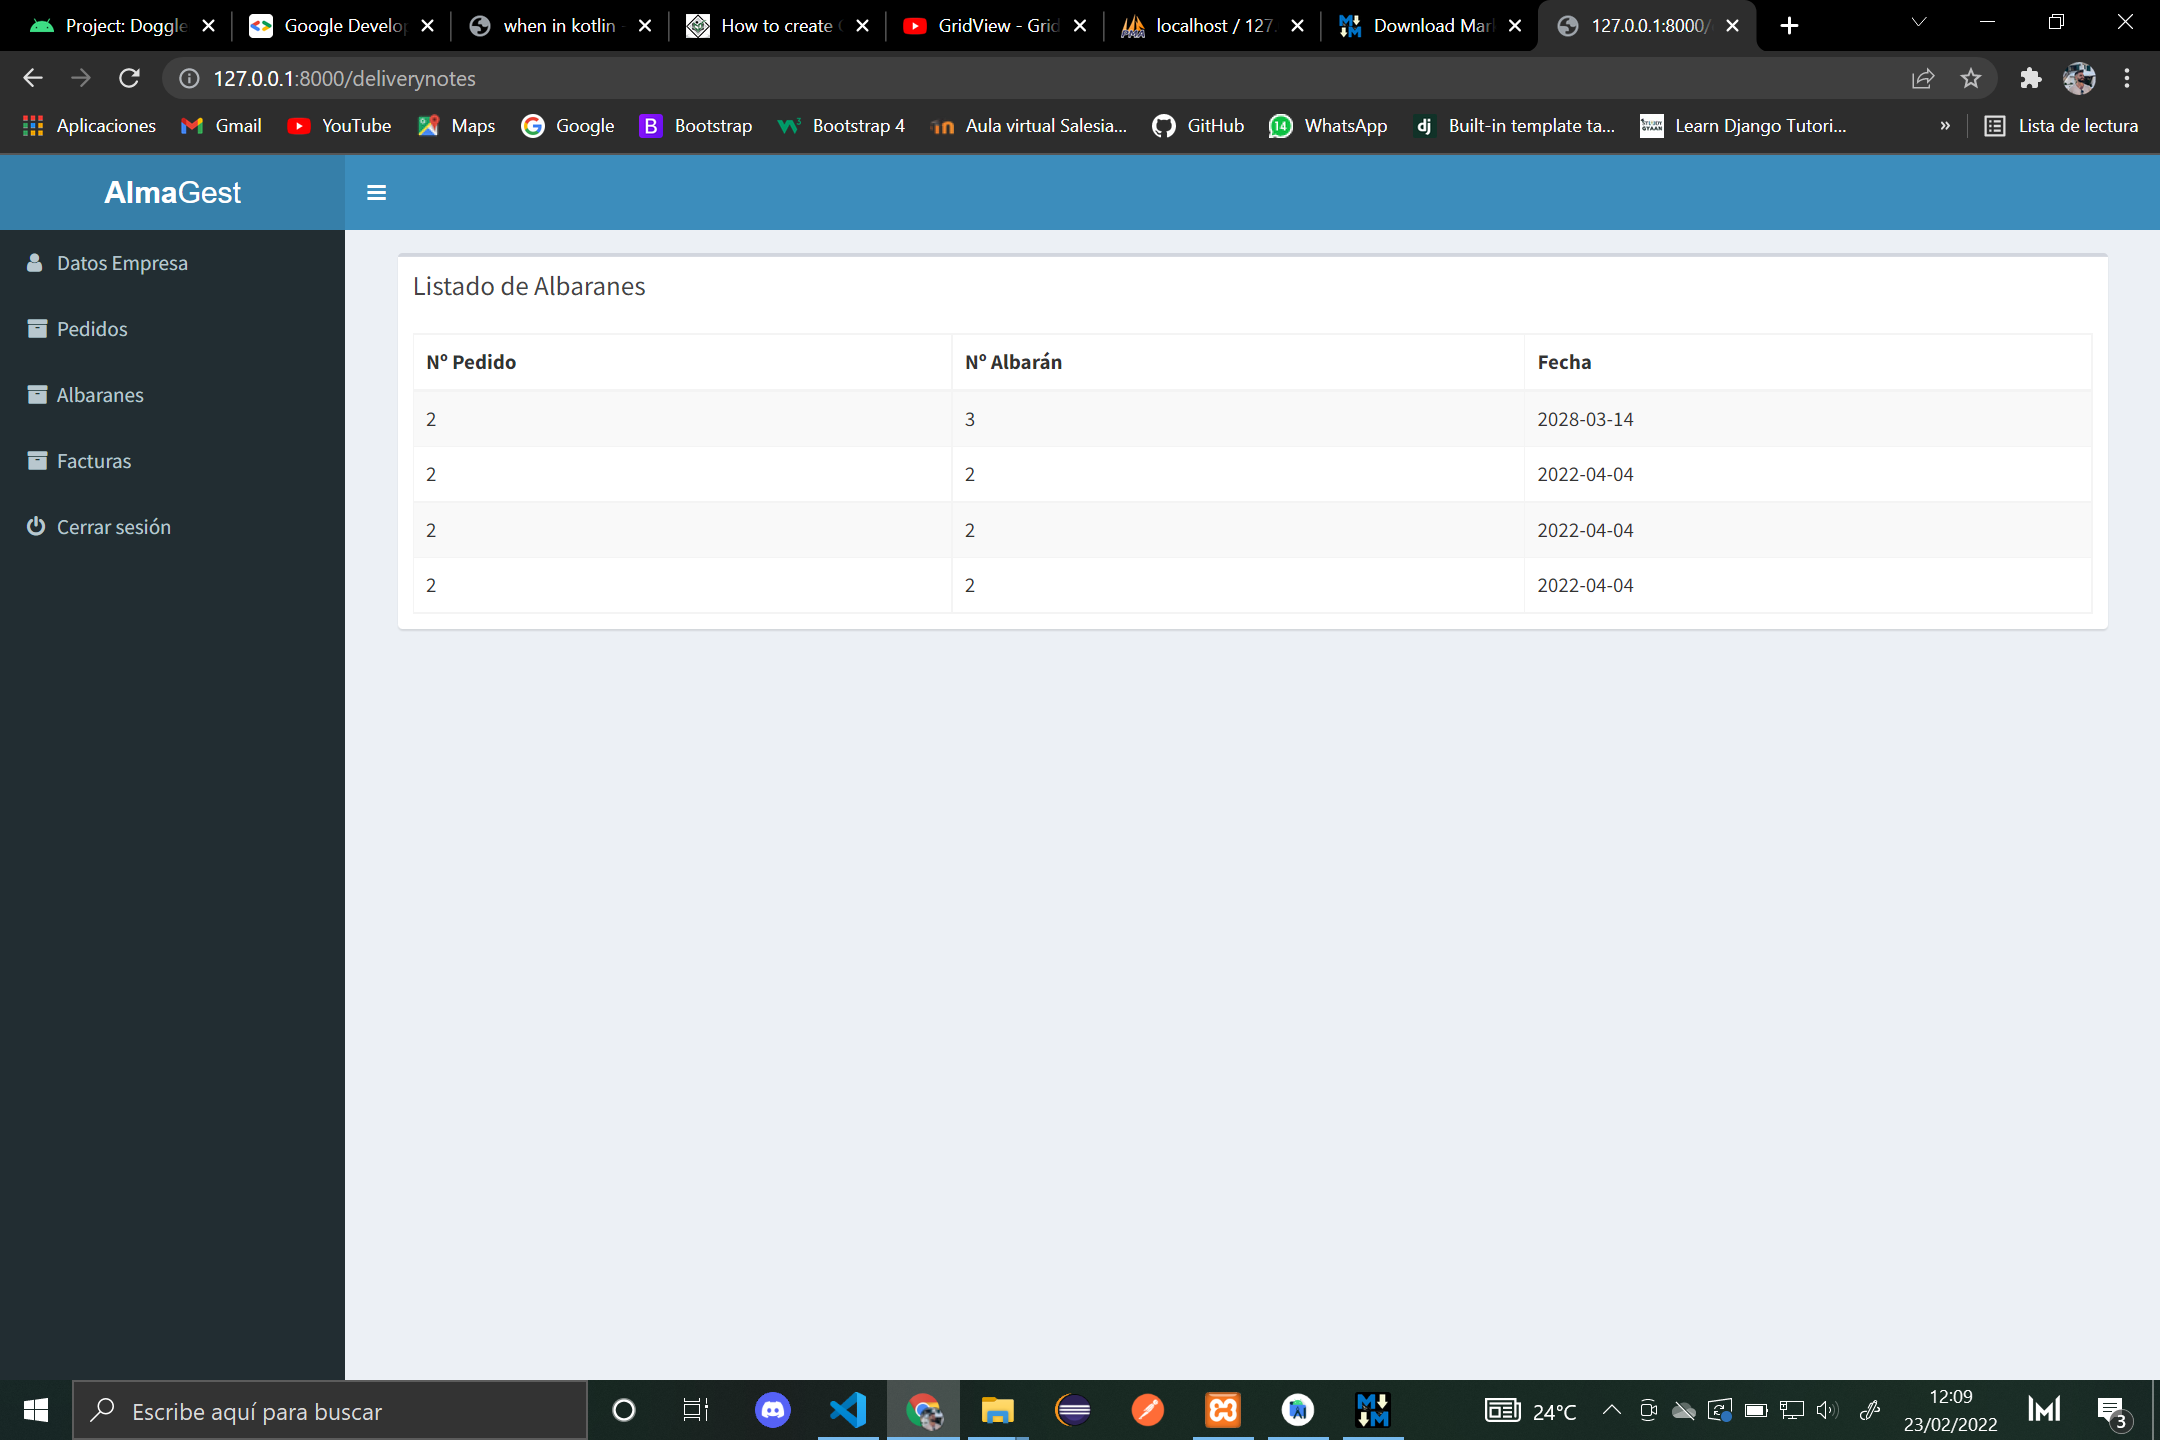 Project: Doggle
Google Develop
when in kotlin -
How to create
GridView - Grid
localhost / 127.
Download Mar
127.0.0.1:8000/
127.0.0.1:8000/deliverynotes
Aplicaciones
Gmail
YouTube
Maps
Google
Bootstrap
Bootstrap 4
Aula virtual Salesia...
GitHub
14
WhatsApp
Built-in template ta...
Learn Django Tutori...
»
Lista de lectura
AlmaGest
Datos Empresa
Pedidos
Albaranes
Facturas
Cerrar sesión
Listado de Albaranes
Nº Pedido Nº Albarán Fecha
2 3 2028-03-14
2 2 2022-04-04
2 2 2022-04-04
2 2 2022-04-04
Escribe aquí para buscar
24°C
12:09
23/02/2022
3